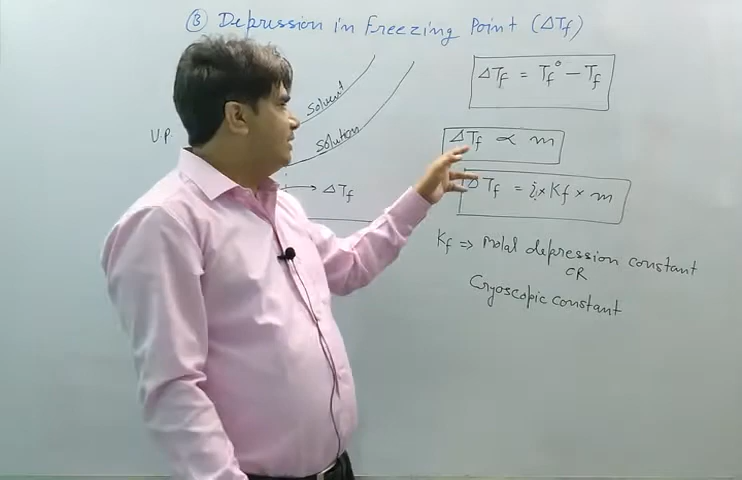 ③ Depression in Freezing Point (ΔTf)
Solvent
Solution
V.P.
→ ΔTf
ΔTf = Tf° - Tf
ΔTf ∝ m
ΔTf = i × Kf × m
Kf => Molal depression constant
OR
Cryoscopic constant